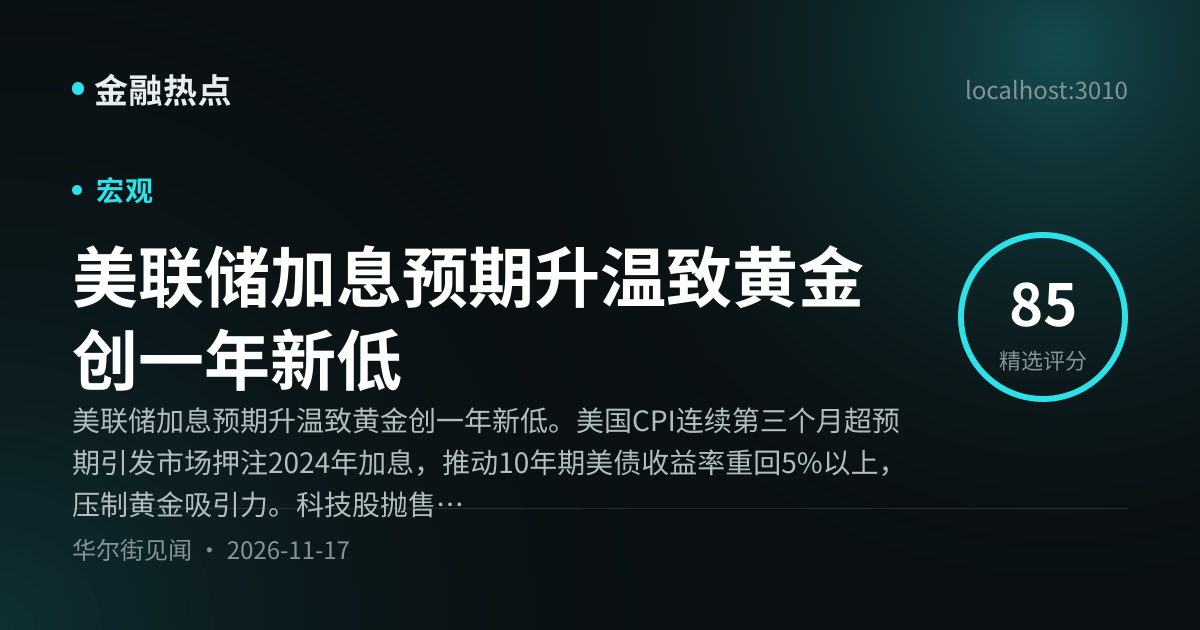 金融热点
localhost:3010
宏观
美联储加息预期升温致黄金
创一年新低
85
精选评分
美联储加息预期升温致黄金创一年新低。美国CPI连续第三个月超预
期引发市场押注2024年加息，推动10年期美债收益率重回5%以上，
压制黄金吸引力。科技股抛售…
华尔街见闻 • 2026-11-17